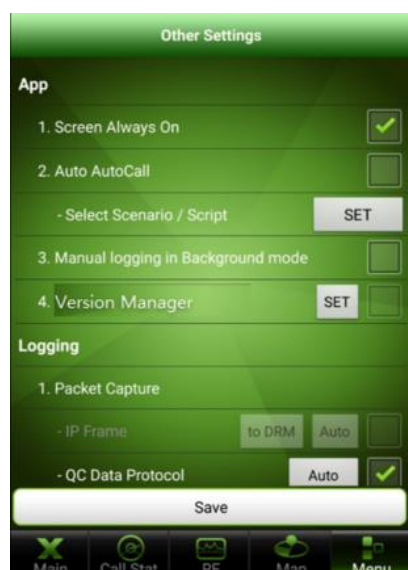 Other Settings
App
1. Screen Always On
2. Auto AutoCall
- Select Scenario / Script SET
3. Manual logging in Background mode
4. Version Manager SET
Logging
1. Packet Capture
- IP Frame to DRM Auto
- QC Data Protocol Auto
Save
Main Call Stat RF Map Menu